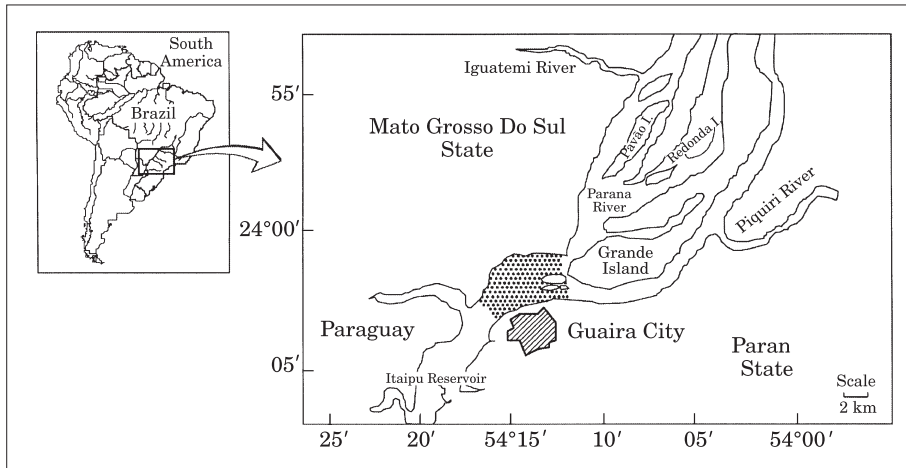 South
America
Brazil
Iguatemi River
55′
Mato Grosso Do Sul
State
Pavão I.
Redonda I.
Parana
River
Piquiri River
24°00′
Grande
Island
Paraguay
Guaira City
Paran
State
05′
Itaipu Reservoir
Scale
2 km
25′ 20′ 54°15′ 10′ 05′ 54°00′